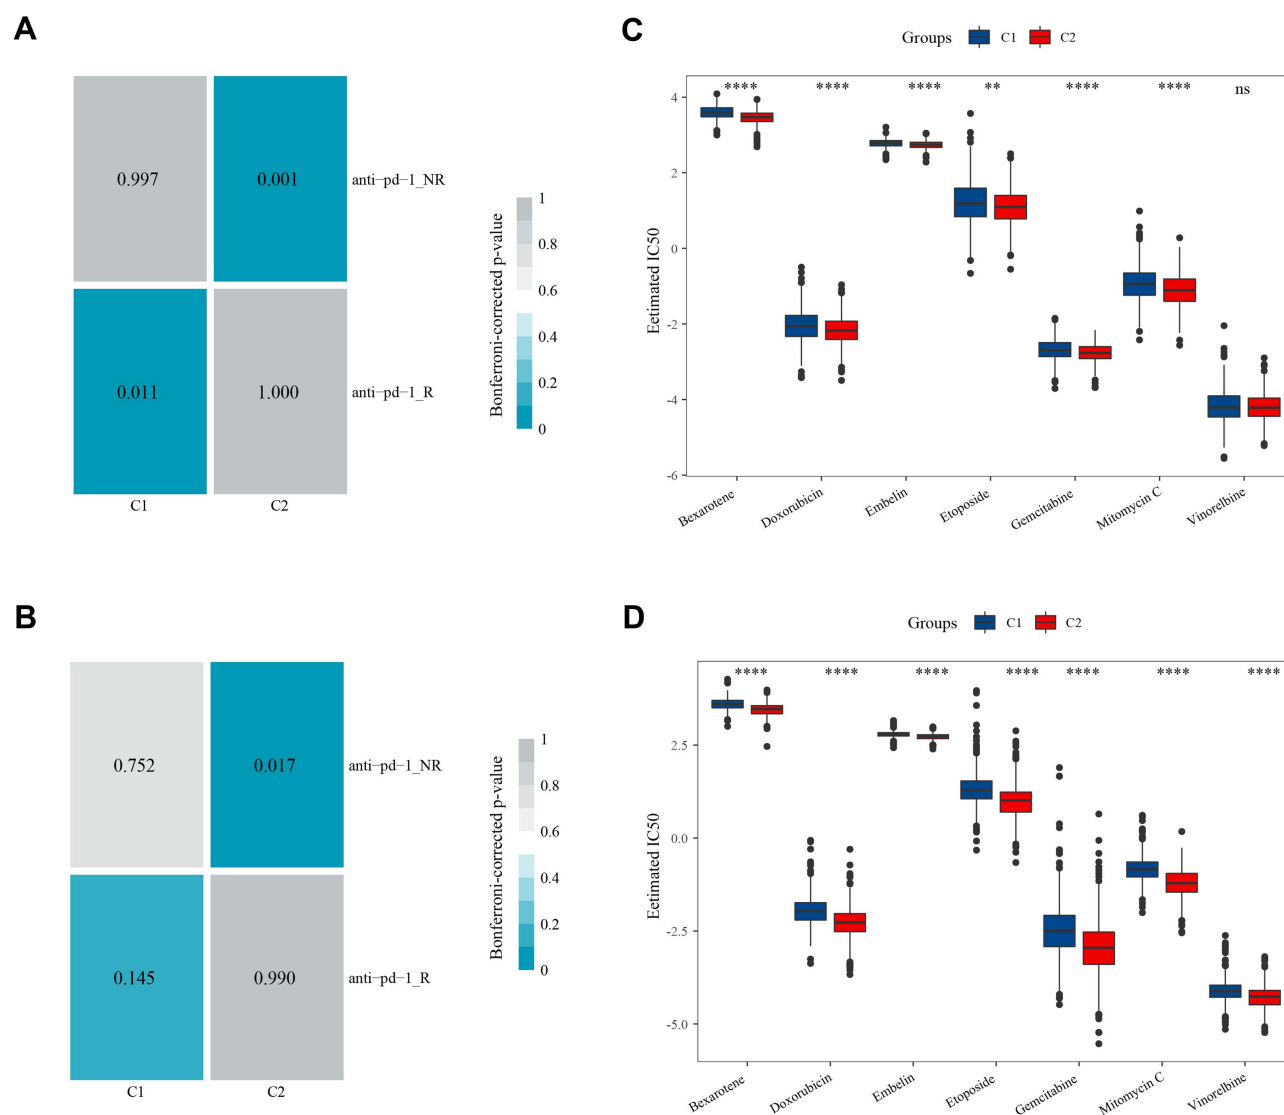 A
0.997
0.001
anti-pd-1_NR
0.011
1.000
anti-pd-1_R
C1
C2
Bonferroni-corrected p-value
1
0.8
0.6
0.4
0.2
0
C
Groups
C1
C2
**** **** **** ** **** **** ns
Eetimated IC50
4
2
0
-2
-4
-6
Bexarotene
Doxorubicin
Embelin
Etoposide
Gemcitabine
Mitomycin C
Vinorelbine
B
0.752
0.017
anti-pd-1_NR
0.145
0.990
anti-pd-1_R
C1
C2
Bonferroni-corrected p-value
1
0.8
0.6
0.4
0.2
0
D
Groups
C1
C2
**** **** **** **** **** **** ****
Eetimated IC50
2.5
0.0
-2.5
-5.0
Bexarotene
Doxorubicin
Embelin
Etoposide
Gemcitabine
Mitomycin C
Vinorelbine